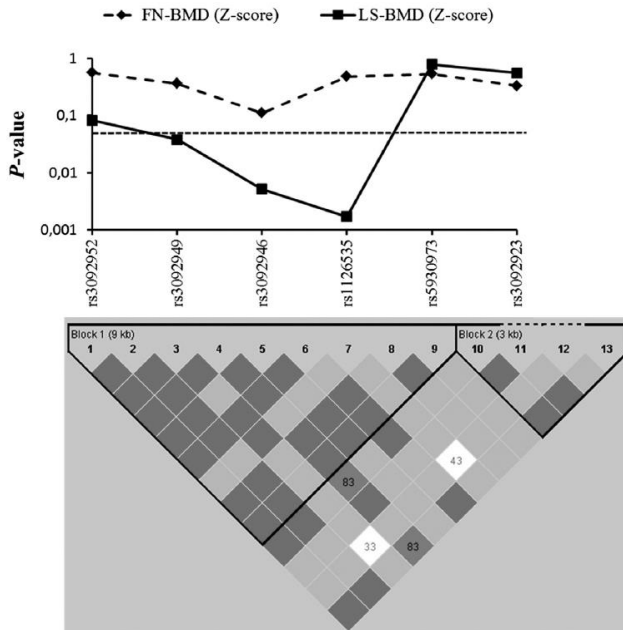 FN-BMD (Z-score) LS-BMD (Z-score)
P-value
1
0,1
0,01
0,001
rs3092952
rs3092949
rs3092946
rs1126535
rs5930973
rs3092923
Block 1 (9 kb) Block 2 (3 kb)
1 2 3 4 5 6 7 8 9 10 11 12 13
43
83
33 83